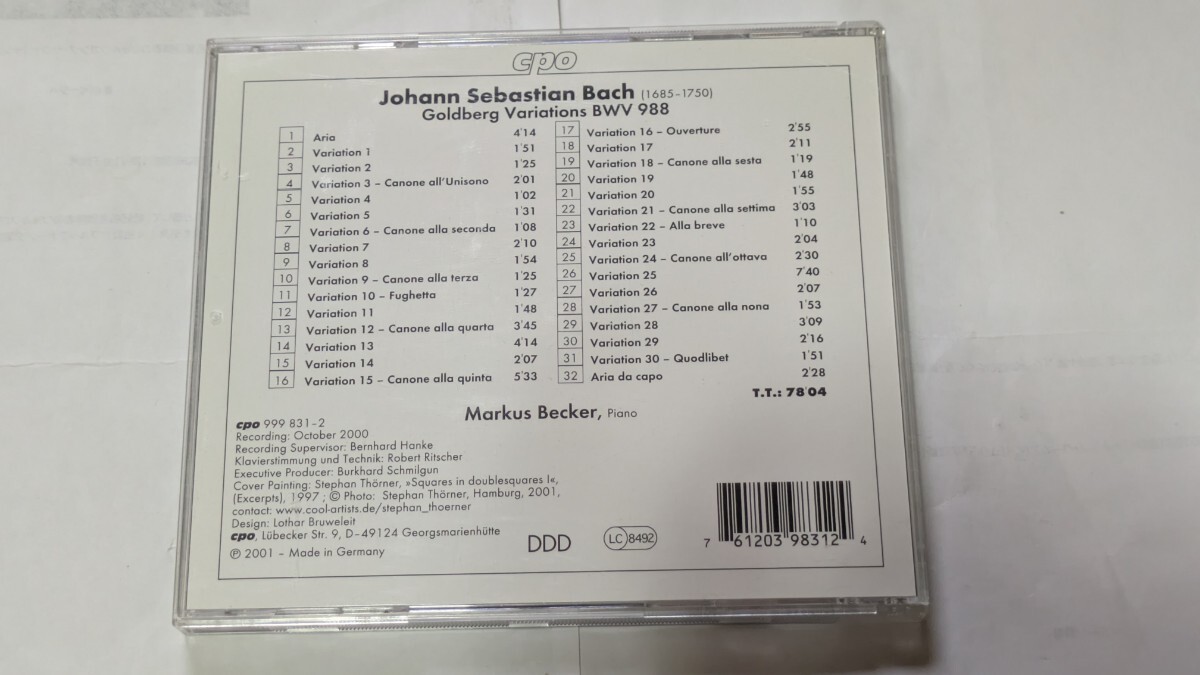 cpo
Johann Sebastian Bach (1685–1750)
Goldberg Variations BWV 988
1 Aria 4'14
2 Variation 1 1'51
3 Variation 2 1'25
4 Variation 3 – Canone all'Unisono 2'01
5 Variation 4 1'02
6 Variation 5 1'31
7 Variation 6 – Canone alla seconda 1'08
8 Variation 7 2'10
9 Variation 8 1'54
10 Variation 9 – Canone alla terza 1'25
11 Variation 10 – Fughetta 1'27
12 Variation 11 1'48
13 Variation 12 – Canone alla quarta 3'45
14 Variation 13 4'14
15 Variation 14 2'07
16 Variation 15 – Canone alla quinta 5'33
17 Variation 16 – Ouverture 2'55
18 Variation 17 2'11
19 Variation 18 – Canone alla sesta 1'19
20 Variation 19 1'48
21 Variation 20 1'55
22 Variation 21 – Canone alla settima 3'03
23 Variation 22 – Alla breve 1'10
24 Variation 23 2'04
25 Variation 24 – Canone all'ottava 2'30
26 Variation 25 7'40
27 Variation 26 2'07
28 Variation 27 – Canone alla nona 1'53
29 Variation 28 3'09
30 Variation 29 2'16
31 Variation 30 – Quodlibet 1'51
32 Aria da capo 2'28
T.T.: 78'04
Markus Becker, Piano
cpo 999 831–2
Recording: October 2000
Recording Supervisor: Bernhard Hanke
Klavierstimmung und Technik: Robert Ritscher
Executive Producer: Burkhard Schmilgun
Cover Painting: Stephan Thörner, »Squares in doublesquares I«,
(Excerpts), 1997 ; © Photo: Stephan Thörner, Hamburg, 2001,
contact: www.cool-artists.de/stephan_thoerner
Design: Lothar Bruweleit
cpo, Lübecker Str. 9, D–49124 Georgsmarienhütte
℗ 2001 – Made in Germany
DDD
LC 8492
7 61203 98312 4